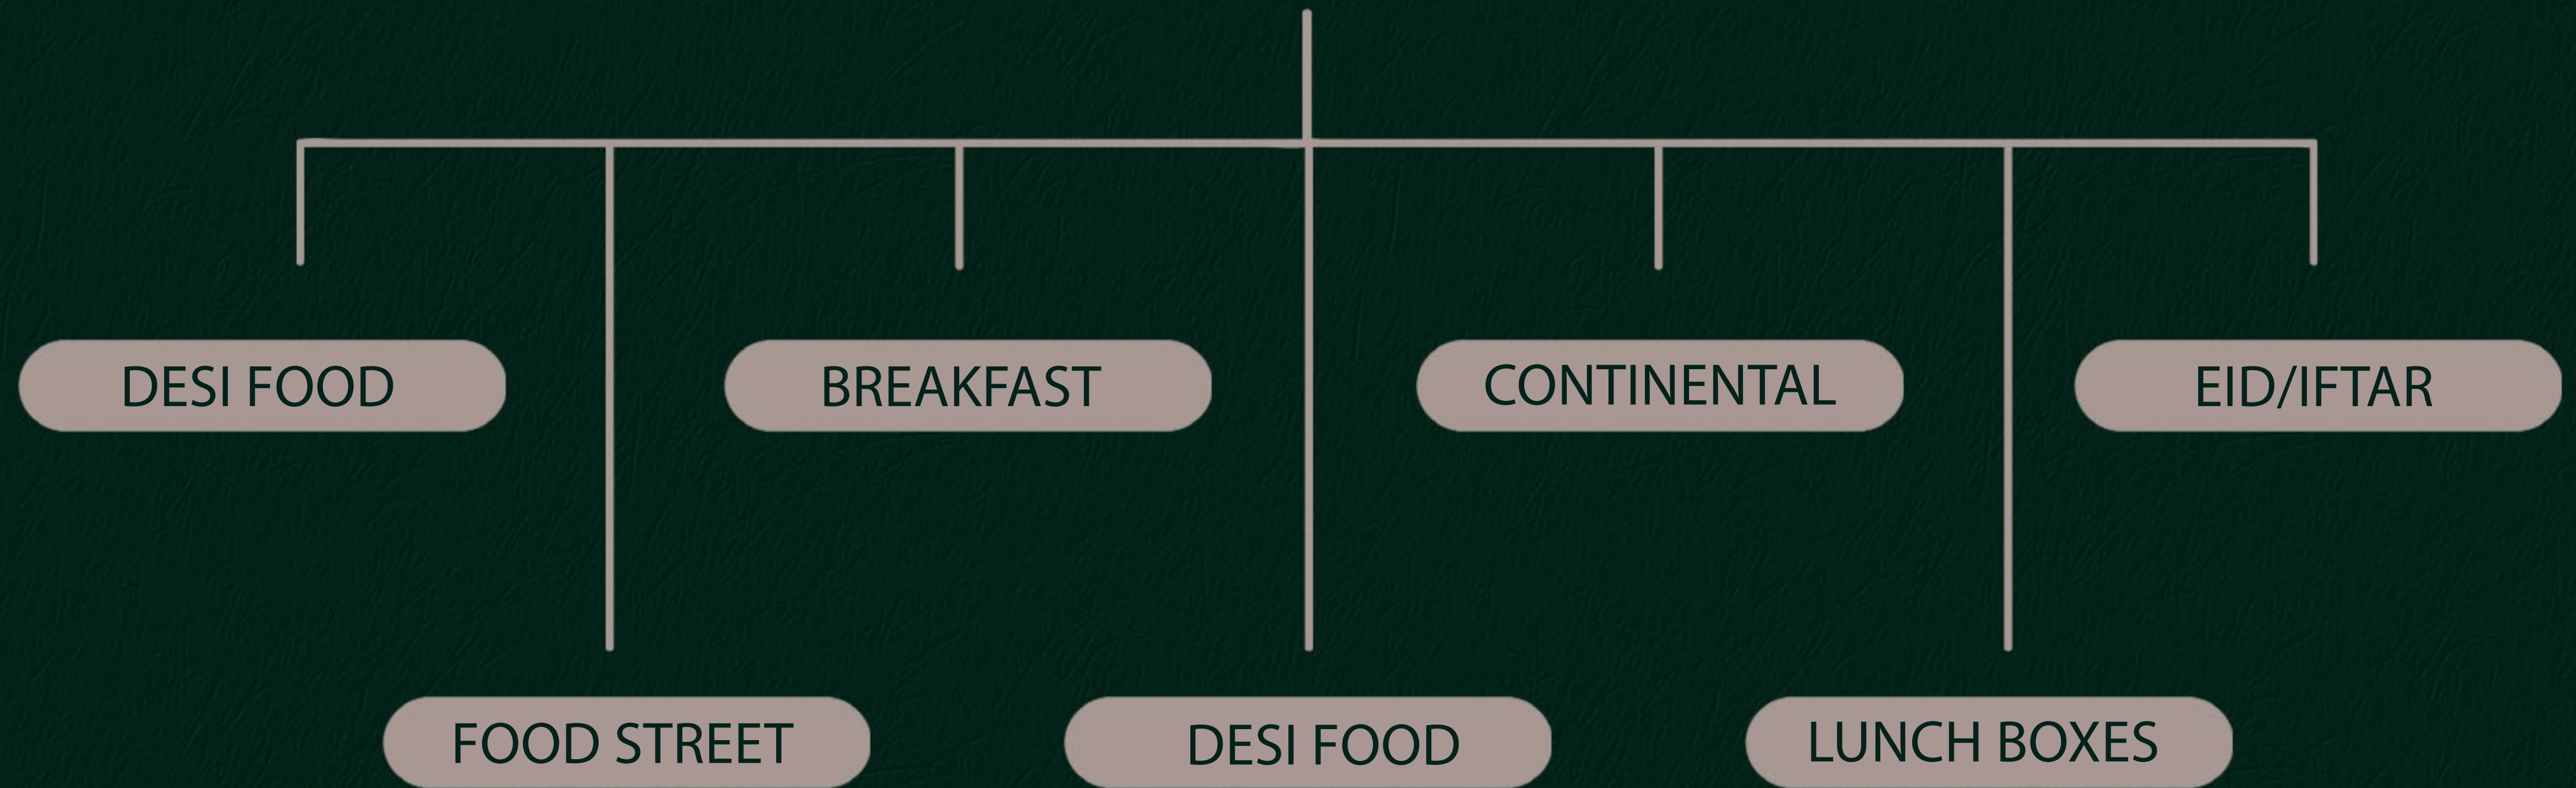 DESI FOOD
BREAKFAST
CONTINENTAL
EID/IFTAR
FOOD STREET
DESI FOOD
LUNCH BOXES